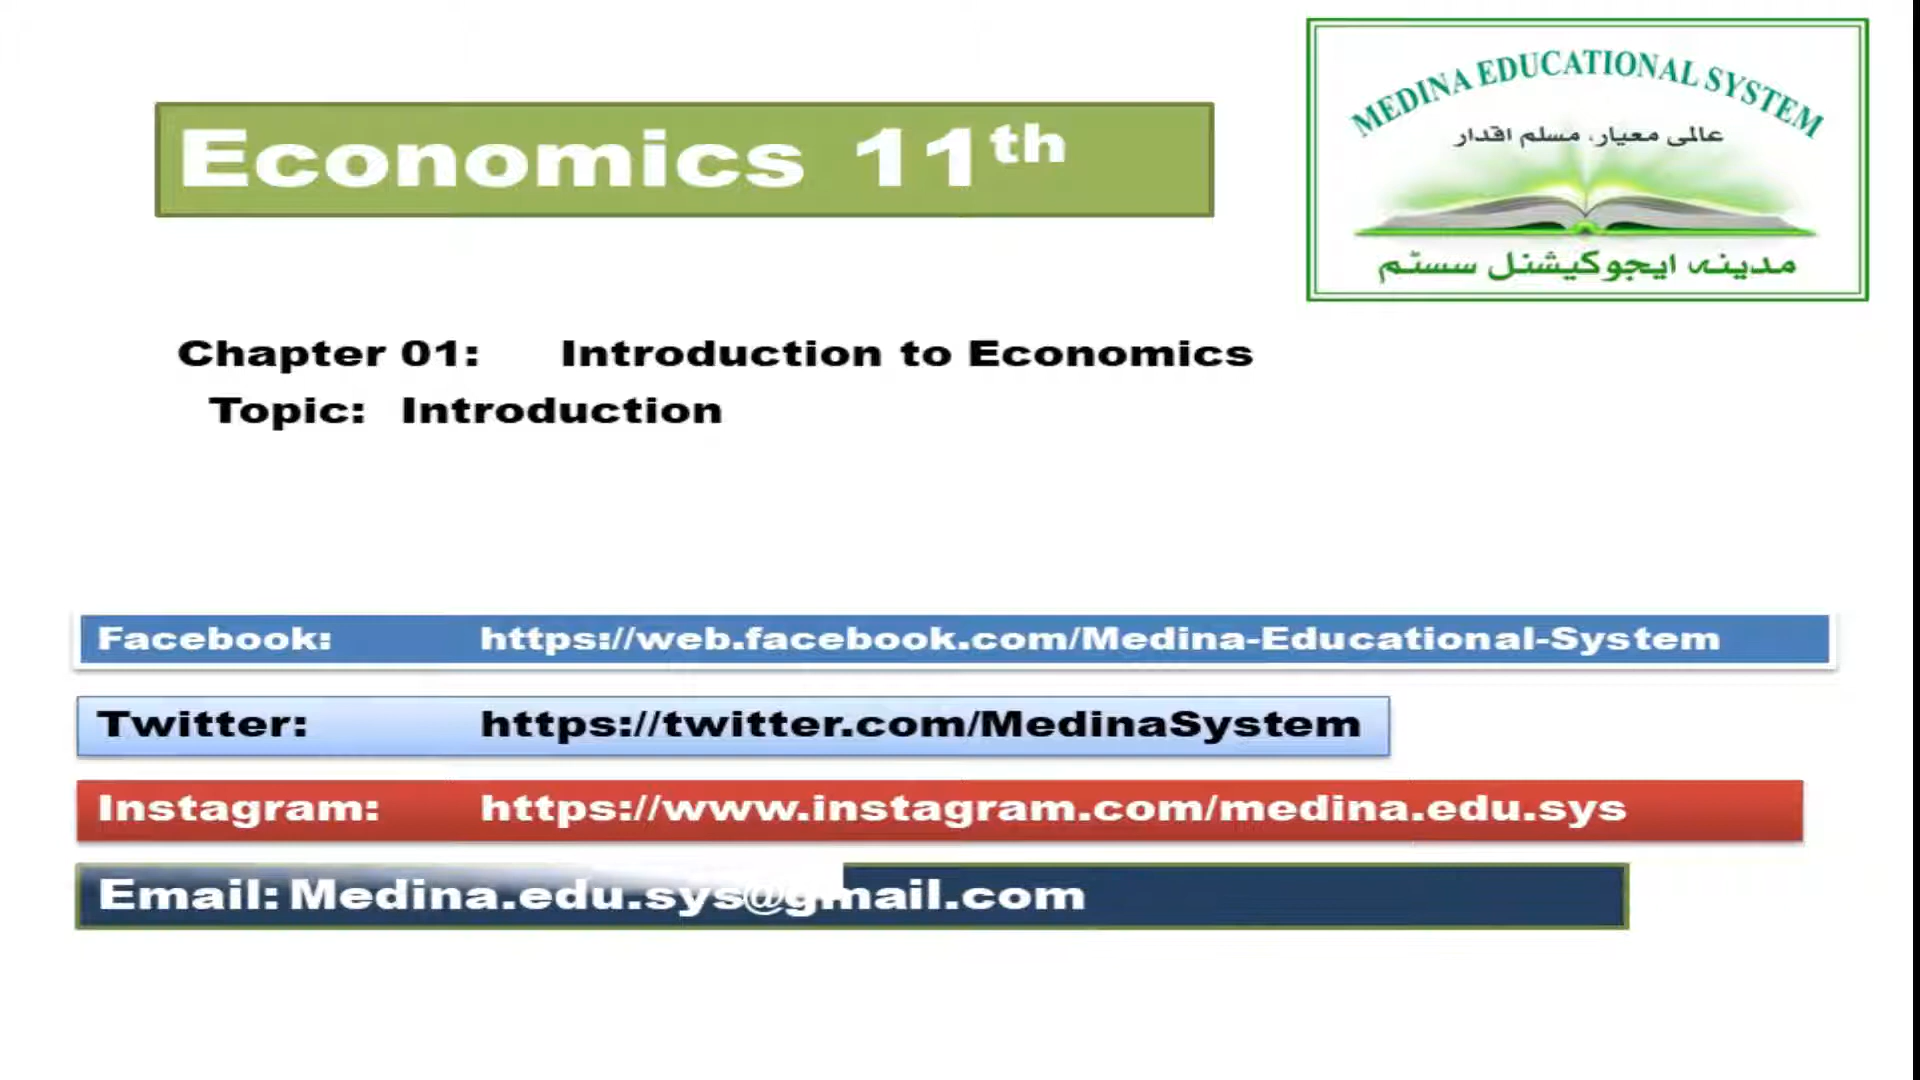 Economics 11th
MEDINA EDUCATIONAL SYSTEM
عالمی معیار، مسلم اقدار
مدینہ ایجوکیشنل سسٹم
Chapter 01: Introduction to Economics
Topic: Introduction
Facebook: https://web.facebook.com/Medina-Educational-System
Twitter: https://twitter.com/MedinaSystem
Instagram: https://www.instagram.com/medina.edu.sys
Email: Medina.edu.sys@gmail.com